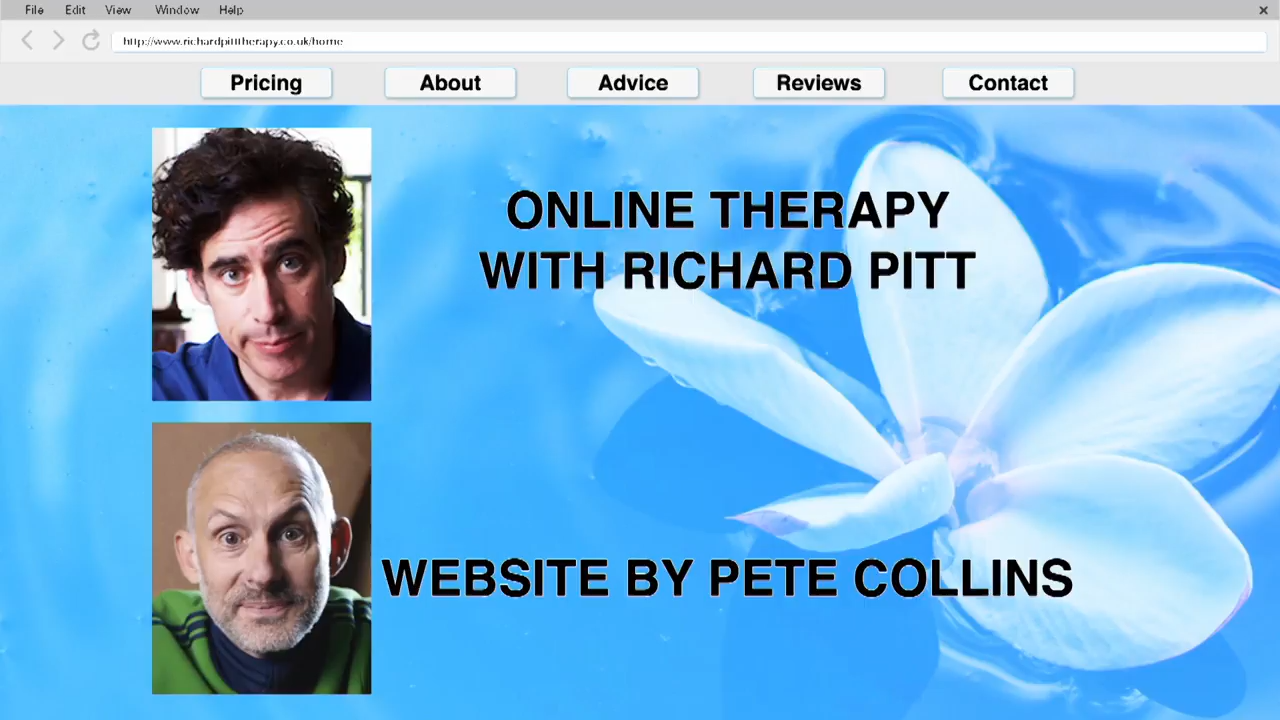 File Edit View Window Help
http://www.richardpitttherapy.co.uk/home
Pricing About Advice Reviews Contact
ONLINE THERAPY
WITH RICHARD PITT
WEBSITE BY PETE COLLINS